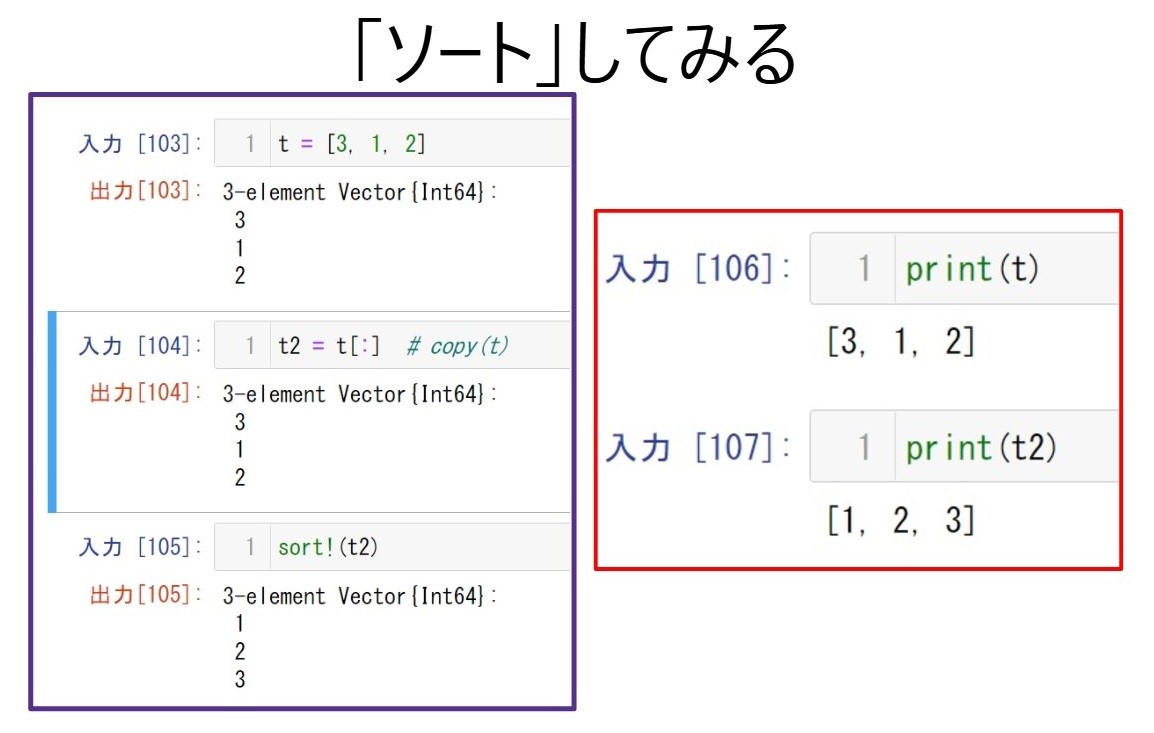 「ソート」してみる
入力 [103]: 1 t = [3, 1, 2]
出力[103]: 3-element Vector{Int64}:
3
1
2
入力 [104]: 1 t2 = t[:] # copy(t)
出力[104]: 3-element Vector{Int64}:
3
1
2
入力 [105]: 1 sort!(t2)
出力[105]: 3-element Vector{Int64}:
1
2
3
入力 [106]: 1 print(t)
[3, 1, 2]
入力 [107]: 1 print(t2)
[1, 2, 3]